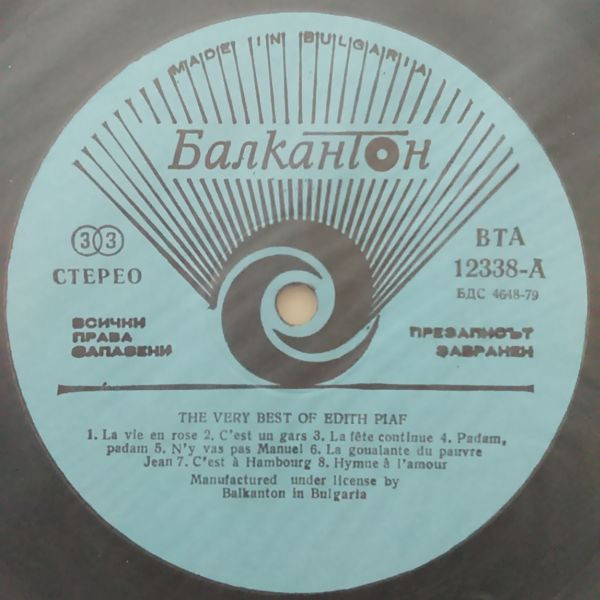 MADE IN BULGARIA
Балкантон
33
СТЕРЕО
ВТА
12338-А
БДС 4648-79
ВСИЧКИ
ПРАВА
ЗАПАЗЕНИ
ПРЕЗАПИСЪТ
ЗАБРАНЕН
THE VERY BEST OF EDITH PIAF
1. La vie en rose 2. C'est un gars 3. La fête continue 4. Padam,
padam 5. N'y vas pas Manuel 6. La goualante du pauvre
Jean 7. C'est à Hambourg 8. Hymne à l'amour
Manufactured under license by
Balkanton in Bulgaria